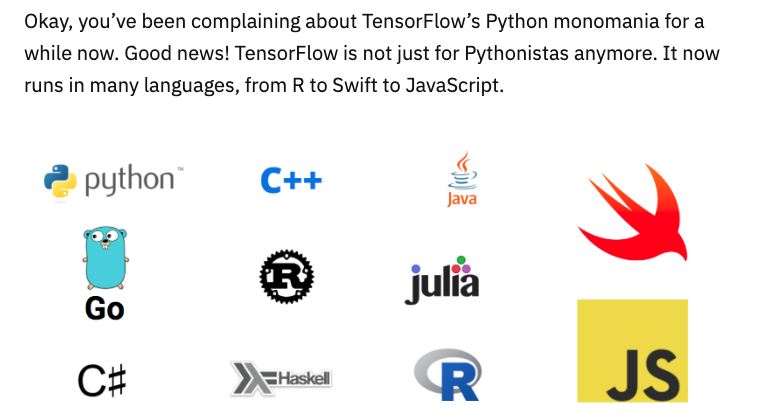 Okay, you’ve been complaining about TensorFlow’s Python monomania for a
while now. Good news! TensorFlow is not just for Pythonistas anymore. It now
runs in many languages, from R to Swift to JavaScript.
python™
C++
Java
Go
R
julia
JS
C#
Haskell
R